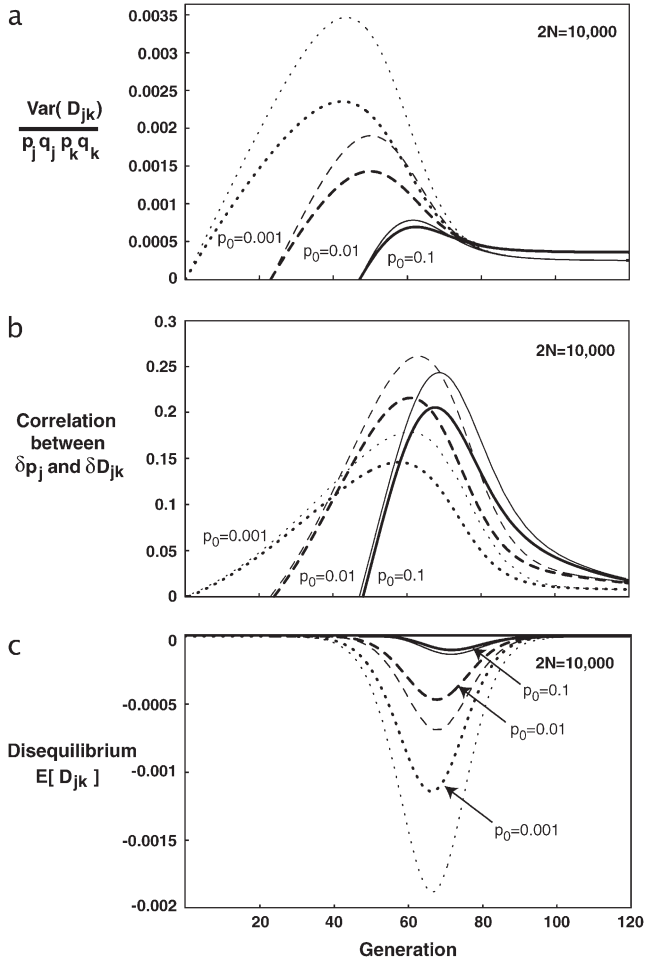 a
0.0035
0.003
0.0025
0.002
0.0015
0.001
0.0005
0
Var( Djk)
pj qj pk qk
2N=10,000
p0=0.001
p0=0.01
p0=0.1
b
0.3
0.25
0.2
0.15
0.1
0.05
0
Correlation
between
δpj and δDjk
2N=10,000
p0=0.001
p0=0.01
p0=0.1
c
0
-0.0005
-0.001
-0.0015
-0.002
Disequilibrium
E[ Djk ]
2N=10,000
p0=0.1
p0=0.01
p0=0.001
20 40 60 80 100 120
Generation